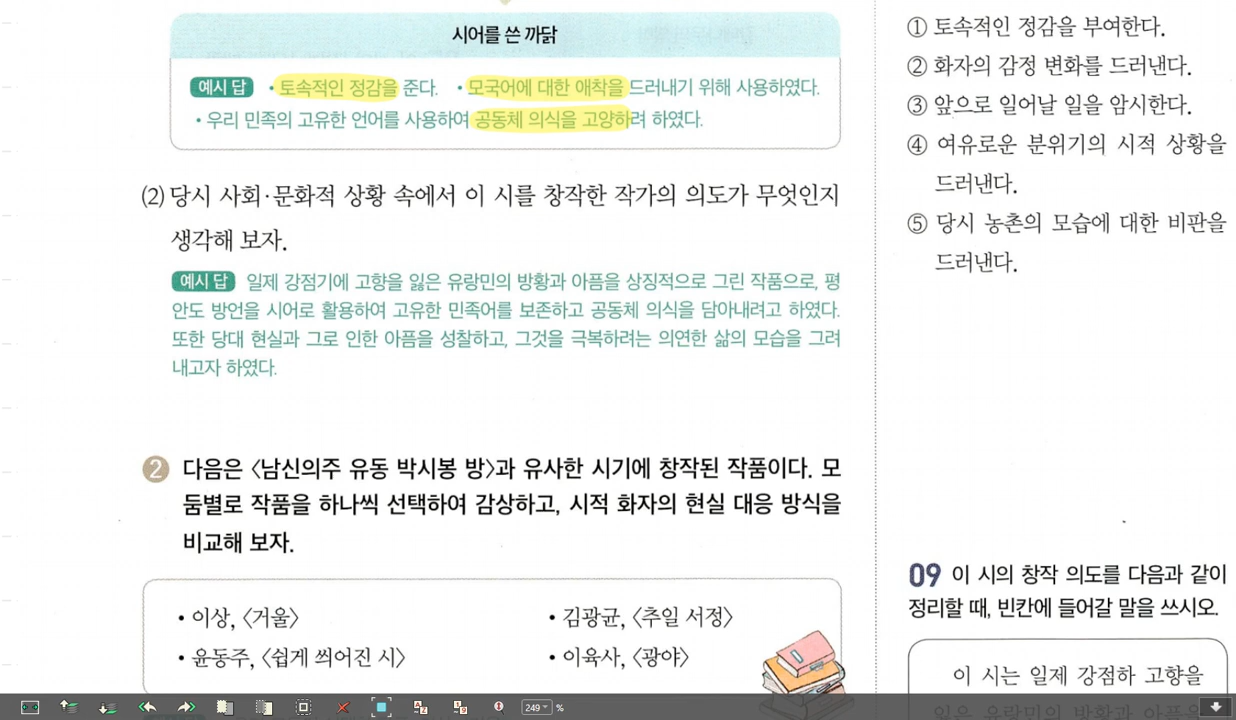 시어를 쓴 까닭
예시 답 • 토속적인 정감을 준다. • 모국어에 대한 애착을 드러내기 위해 사용하였다.
• 우리 민족의 고유한 언어를 사용하여 공동체 의식을 고양하려 하였다.
(2) 당시 사회·문화적 상황 속에서 이 시를 창작한 작가의 의도가 무엇인지
생각해 보자.
예시 답 일제 강점기에 고향을 잃은 유랑민의 방황과 아픔을 상징적으로 그린 작품으로, 평
안도 방언을 시어로 활용하여 고유한 민족어를 보존하고 공동체 의식을 담아내려고 하였다.
또한 당대 현실과 그로 인한 아픔을 성찰하고, 그것을 극복하려는 의연한 삶의 모습을 그려
내고자 하였다.
2 다음은 〈남신의주 유동 박시봉 방〉과 유사한 시기에 창작된 작품이다. 모
둠별로 작품을 하나씩 선택하여 감상하고, 시적 화자의 현실 대응 방식을
비교해 보자.
• 이상, 〈거울〉
• 김광균, 〈추일 서정〉
• 윤동주, 〈쉽게 씌어진 시〉
• 이육사, 〈광야〉
① 토속적인 정감을 부여한다.
② 화자의 감정 변화를 드러낸다.
③ 앞으로 일어날 일을 암시한다.
④ 여유로운 분위기의 시적 상황을
드러낸다.
⑤ 당시 농촌의 모습에 대한 비판을
드러낸다.
09 이 시의 창작 의도를 다음과 같이
정리할 때, 빈칸에 들어갈 말을 쓰시오.
이 시는 일제 강점하 고향을
잃은 유랑민의 방황과 아픔을
249 %